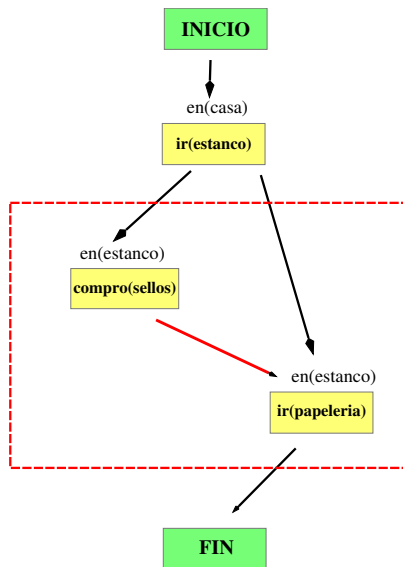 INICIO
en(casa)
ir(estanco)
en(estanco)
compro(sellos)
en(estanco)
ir(papeleria)
FIN